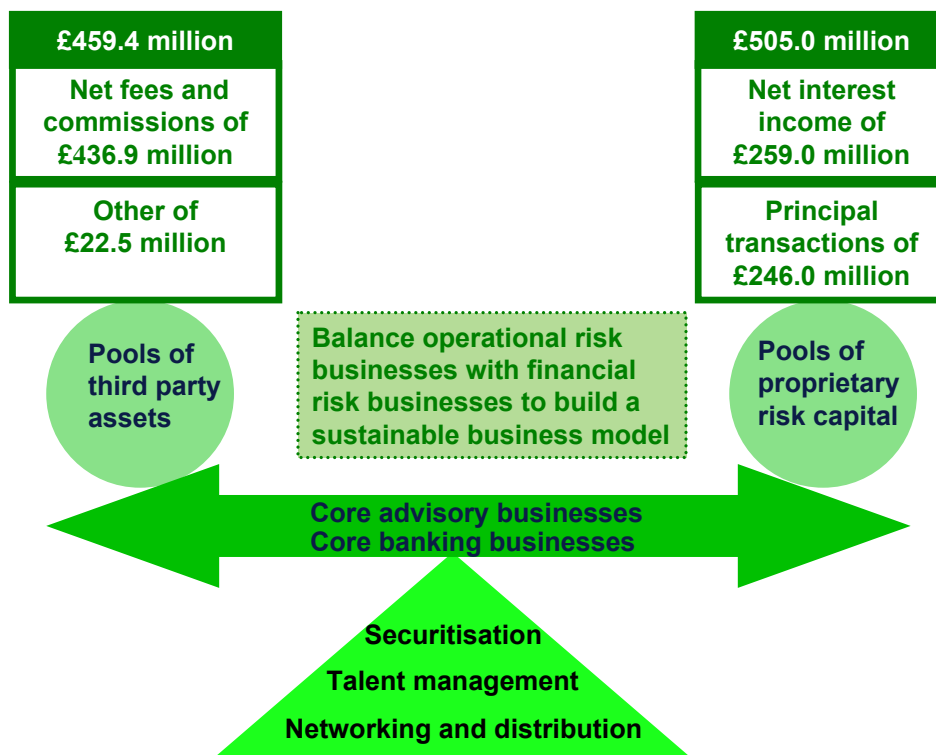 £459.4 million
Net fees and
commissions of
£436.9 million
Other of
£22.5 million
£505.0 million
Net interest
income of
£259.0 million
Principal
transactions of
£246.0 million
Pools of
third party
assets
Balance operational risk
businesses with financial
risk businesses to build a
sustainable business model
Pools of
proprietary
risk capital
Core advisory businesses
Core banking businesses
Securitisation
Talent management
Networking and distribution